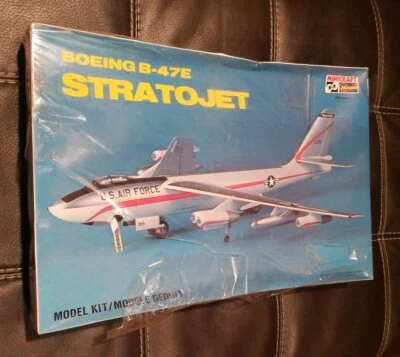 BOEING B-47E
STRATOJET
MINICRAFT
U.S. AIR FORCE
MODEL KIT/MODELE REDUIT